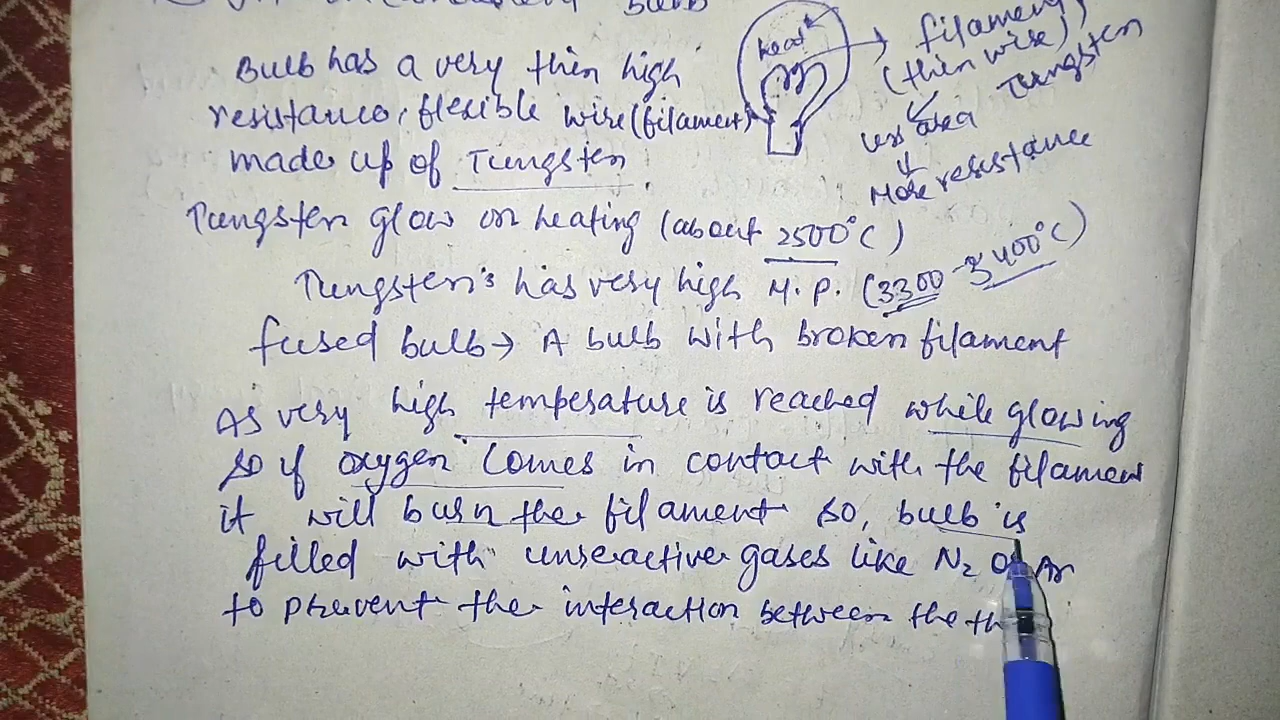 bulb
Bulb has a very thin high
resistance, flexible wire (filament)
made up of Tungsten.
heat
filament
(thin wire)
Tungsten
less area
More resistance
Tungsten glow on heating (about 2500°C)
Tungsten's has very high M.P. (3300-3400°C)
fused bulb → A bulb with broken filament
As very high temperature is reached while glowing
so if oxygen comes in contact with the filament
it will burn the filament so, bulb is
filled with unreactive gases like N₂ or Ar
to prevent the interaction between the